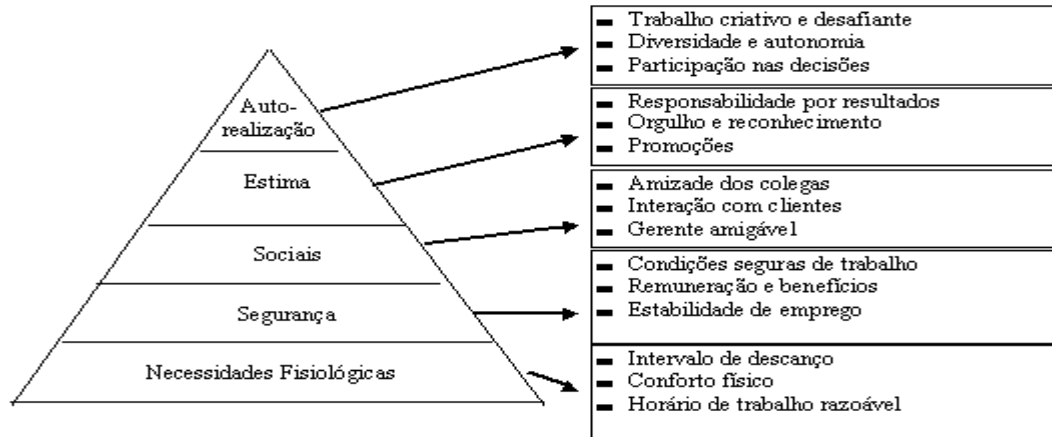 Auto-
realização
▬ Trabalho criativo e desafiante
▬ Diversidade e autonomia
▬ Participação nas decisões
Estima
▬ Responsabilidade por resultados
▬ Orgulho e reconhecimento
▬ Promoções
Sociais
▬ Amizade dos colegas
▬ Interação com clientes
▬ Gerente amigável
Segurança
▬ Condições seguras de trabalho
▬ Remuneração e benefícios
▬ Estabilidade de emprego
Necessidades Fisiológicas
▬ Intervalo de descanço
▬ Conforto físico
▬ Horário de trabalho razoável